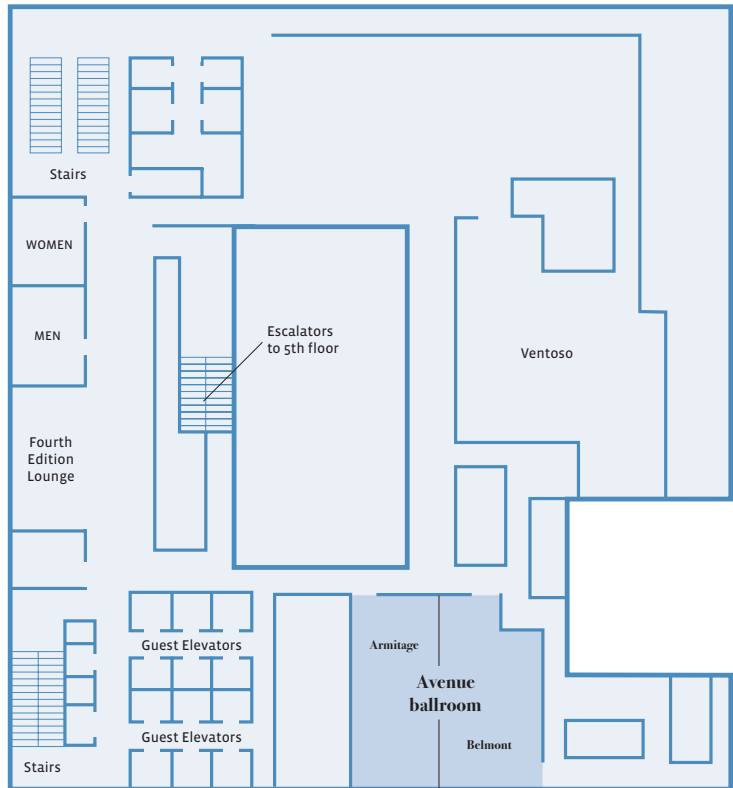 Stairs
WOMEN
MEN
Escalators
to 5th floor
Ventoso
Fourth
Edition
Lounge
Guest Elevators
Armitage
Avenue
ballroom
Guest Elevators
Belmont
Stairs